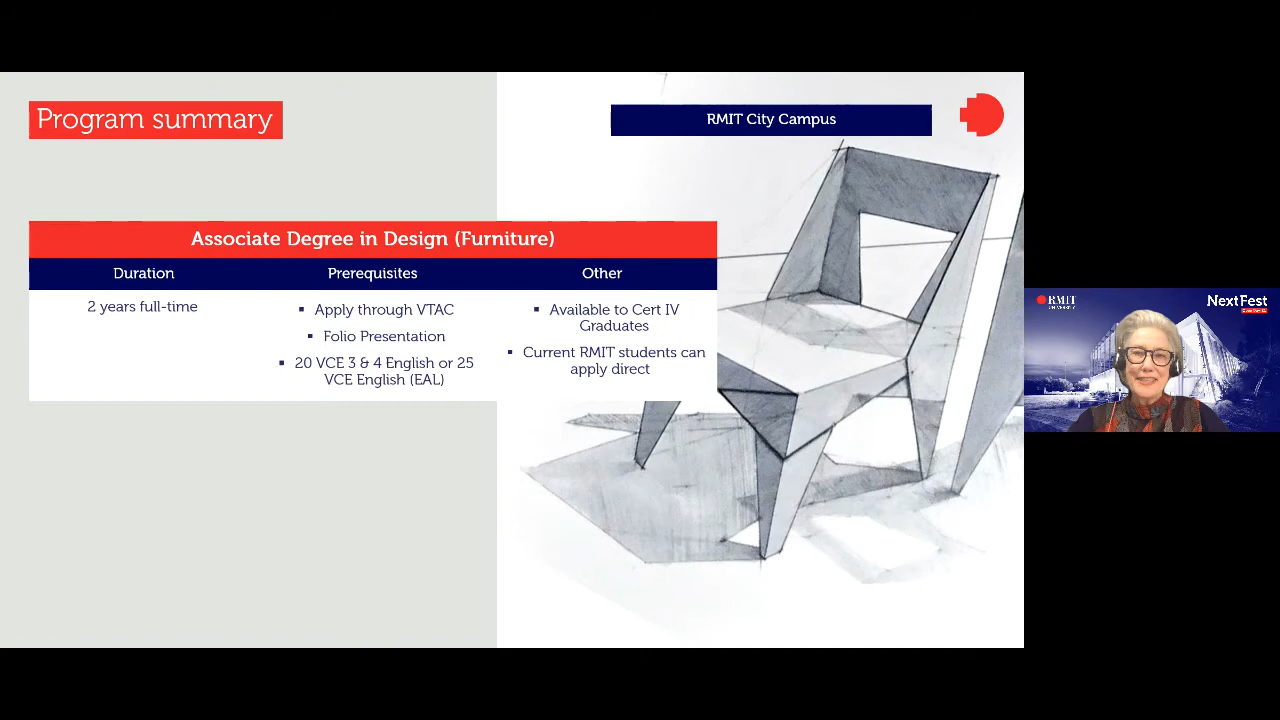 Program summary
RMIT City Campus
Associate Degree in Design (Furniture)
Duration
Prerequisites
Other
2 years full-time
▪ Apply through VTAC
▪ Folio Presentation
▪ 20 VCE 3 & 4 English or 25
VCE English (EAL)
▪ Available to Cert IV
Graduates
▪ Current RMIT students can
apply direct
RMIT
UNIVERSITY
NextFest